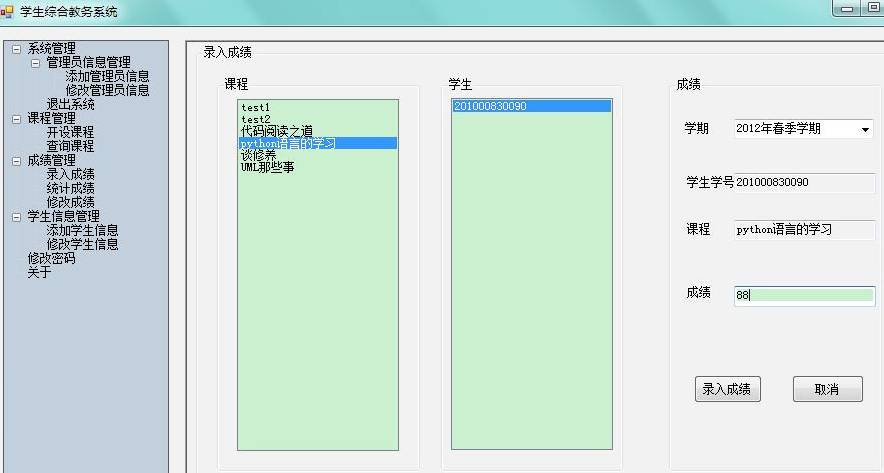 学生综合教务系统
系统管理
管理员信息管理
添加管理员信息
修改管理员信息
退出系统
课程管理
开设课程
查询课程
成绩管理
录入成绩
统计成绩
修改成绩
学生信息管理
添加学生信息
修改学生信息
修改密码
关于
录入成绩
课程
test1
test2
代码阅读之道
python语言的学习
谈修养
UML那些事
学生
201000830090
成绩
学期 2012年春季学期
学生学号 201000830090
课程 python语言的学习
成绩 88
录入成绩 取消